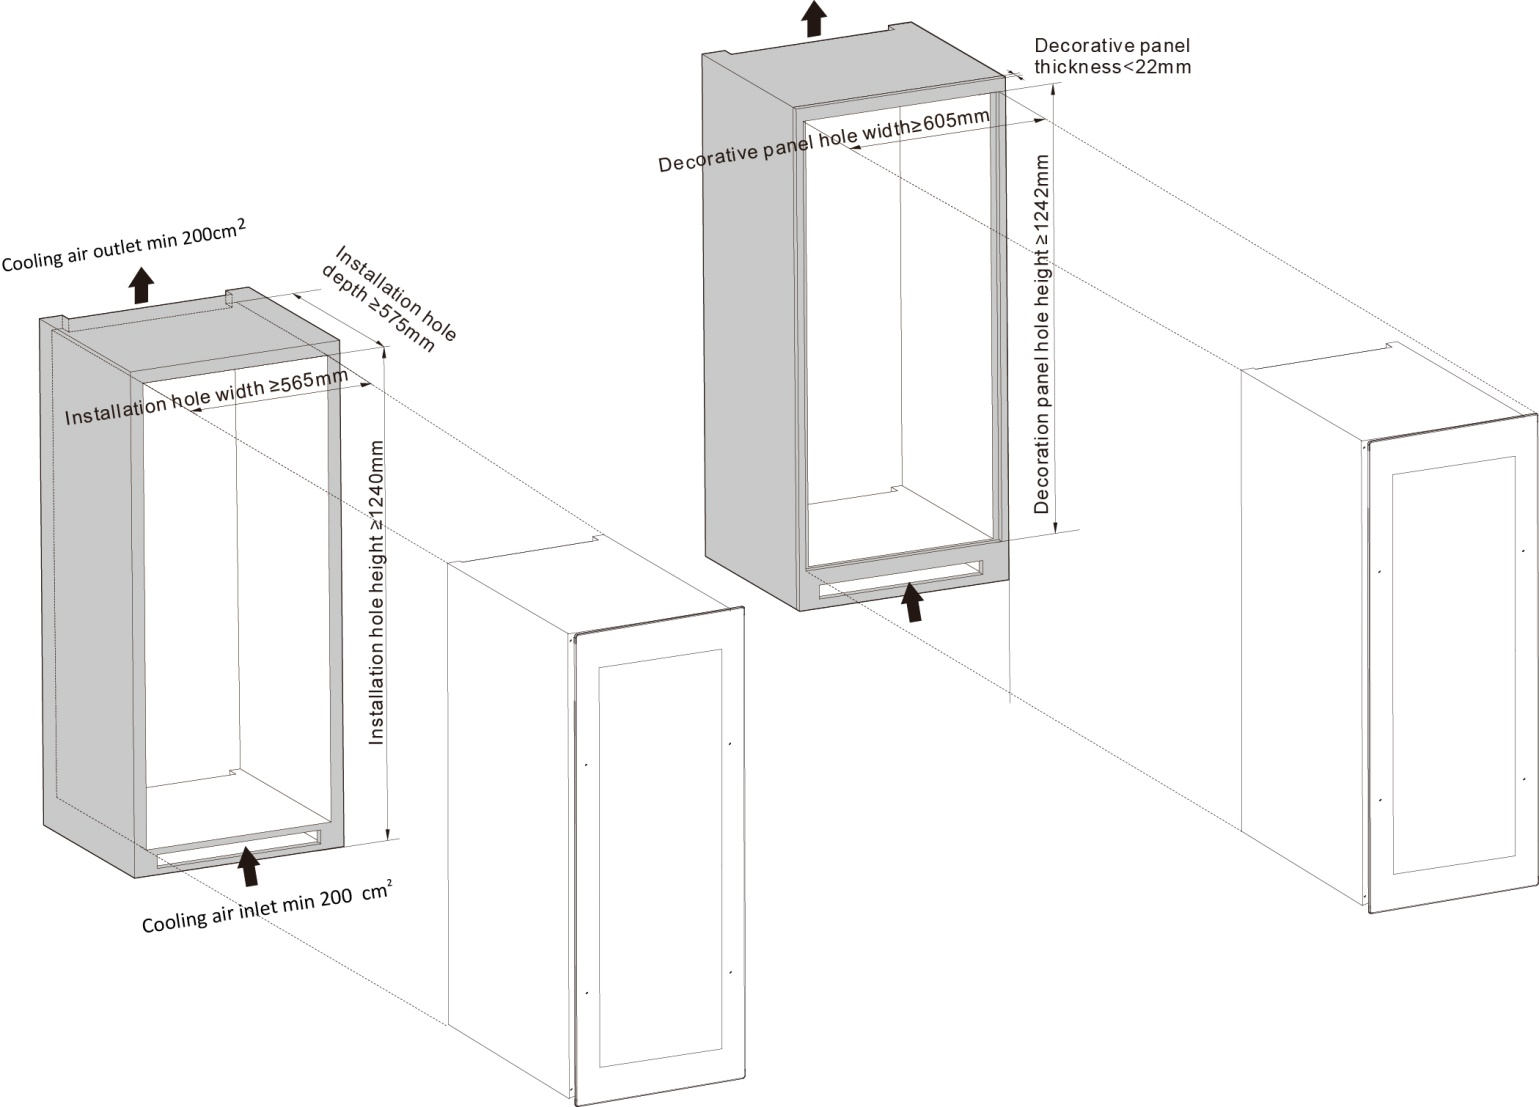 Cooling air outlet min 200cm²
Installation hole
depth ≥575mm
Installation hole width ≥565mm
Installation hole height ≥1240mm
Cooling air inlet min 200 cm²
Decorative panel
thickness<22mm
Decorative panel hole width≥605mm
Decoration panel hole height ≥1242mm